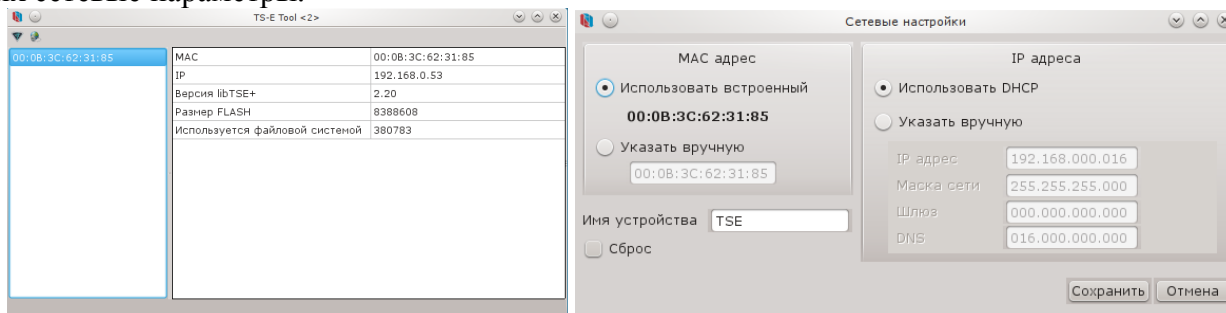 сетевые параметры.
TS-E Tool <2>
00:0B:3C:62:31:85
MAC 00:0B:3C:62:31:85
IP 192.168.0.53
Версия libTSE+ 2.20
Размер FLASH 8388608
Используется файловой системой 380783
Сетевые настройки
MAC адрес
Использовать встроенный
00:0B:3C:62:31:85
Указать вручную
00:0B:3C:62:31:85
Имя устройства TSE
Сброс
IP адреса
Использовать DHCP
Указать вручную
IP адрес 192.168.000.016
Маска сети 255.255.255.000
Шлюз 000.000.000.000
DNS 016.000.000.000
Сохранить Отмена